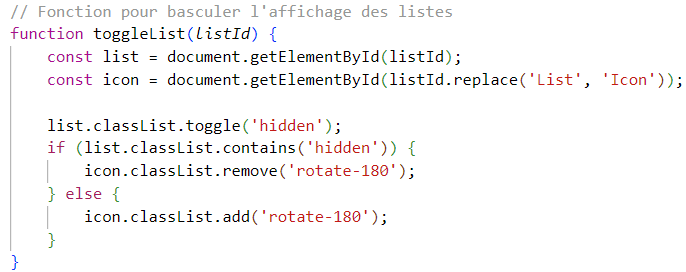 // Fonction pour basculer l'affichage des listes
function toggleList(listId) {
    const list = document.getElementById(listId);
    const icon = document.getElementById(listId.replace('List', 'Icon'));

    list.classList.toggle('hidden');
    if (list.classList.contains('hidden')) {
        icon.classList.remove('rotate-180');
    } else {
        icon.classList.add('rotate-180');
    }
}